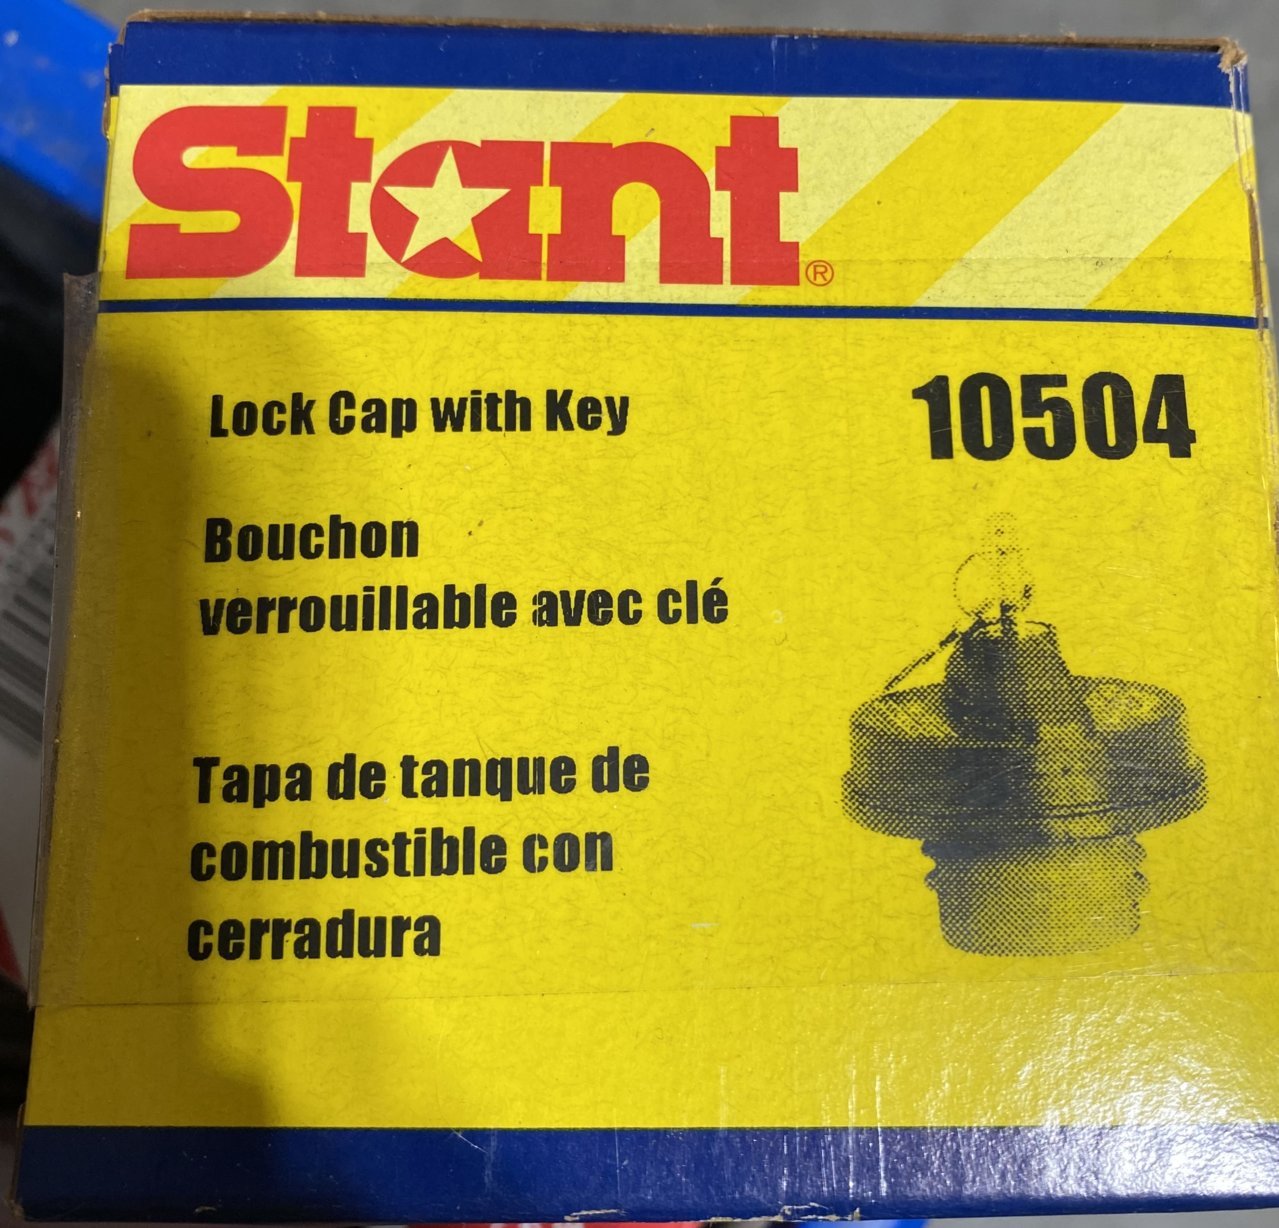 Stant®
Lock Cap with Key
10504
Bouchon
verrouillable avec clé
Tapa de tanque de
combustible con
cerradura